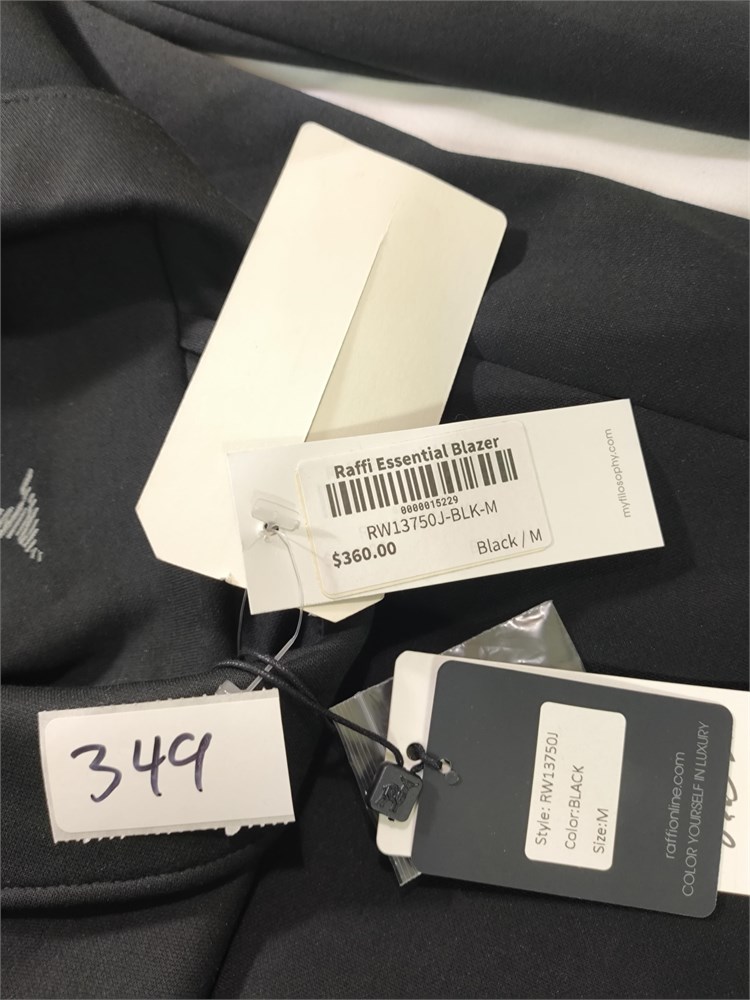 Raffi Essential Blazer
0000015229
RW13750J-BLK-M
$360.00
Black / M
myfilosophy.com
349
Style: RW13750J
Color:BLACK
Size:M
raffionline.com
COLOR YOURSELF IN LUXURY